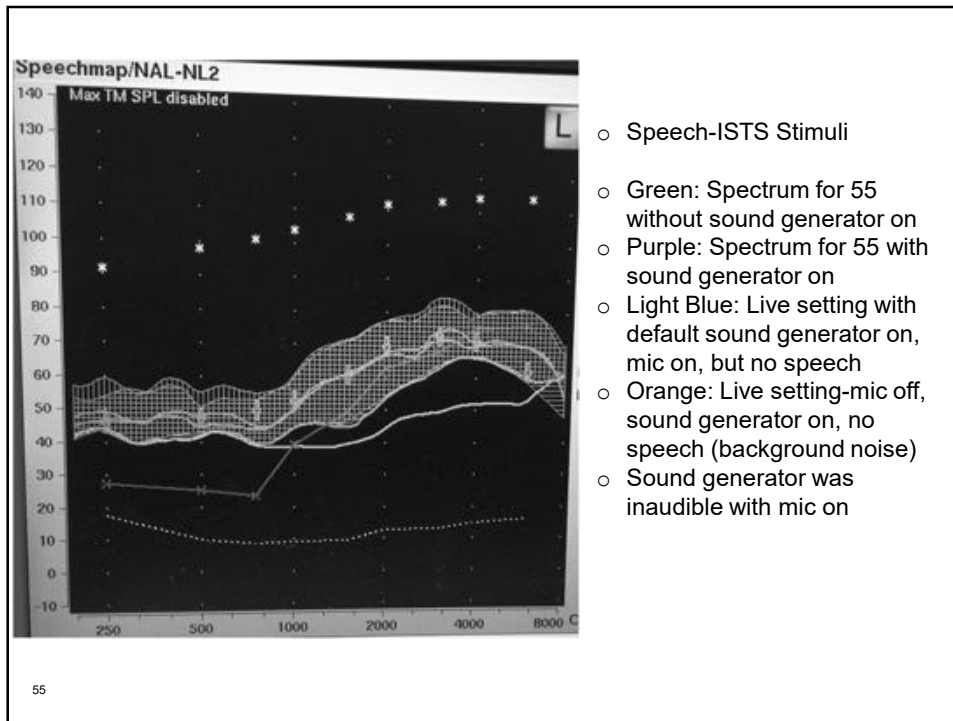 Speechmap/NAL-NL2
Max TM SPL disabled
L
140
130
120
110
100
90
80
70
60
50
40
30
20
10
0
-10
250 500 1000 2000 4000 8000
○ Speech-ISTS Stimuli
○ Green: Spectrum for 55
without sound generator on
○ Purple: Spectrum for 55 with
sound generator on
○ Light Blue: Live setting with
default sound generator on,
mic on, but no speech
○ Orange: Live setting-mic off,
sound generator on, no
speech (background noise)
○ Sound generator was
inaudible with mic on
55